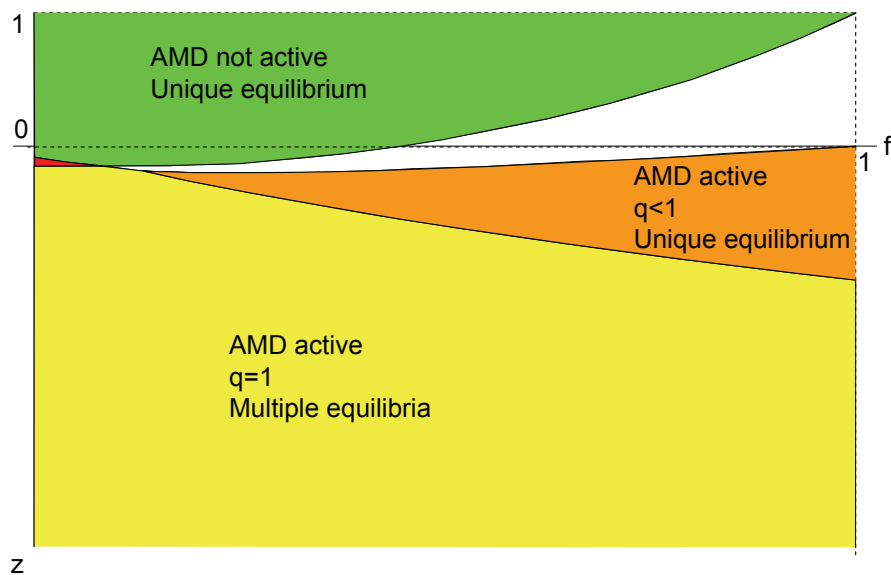 1
AMD not active
Unique equilibrium
0
f
1
AMD active
q<1
Unique equilibrium
AMD active
q=1
Multiple equilibria
z